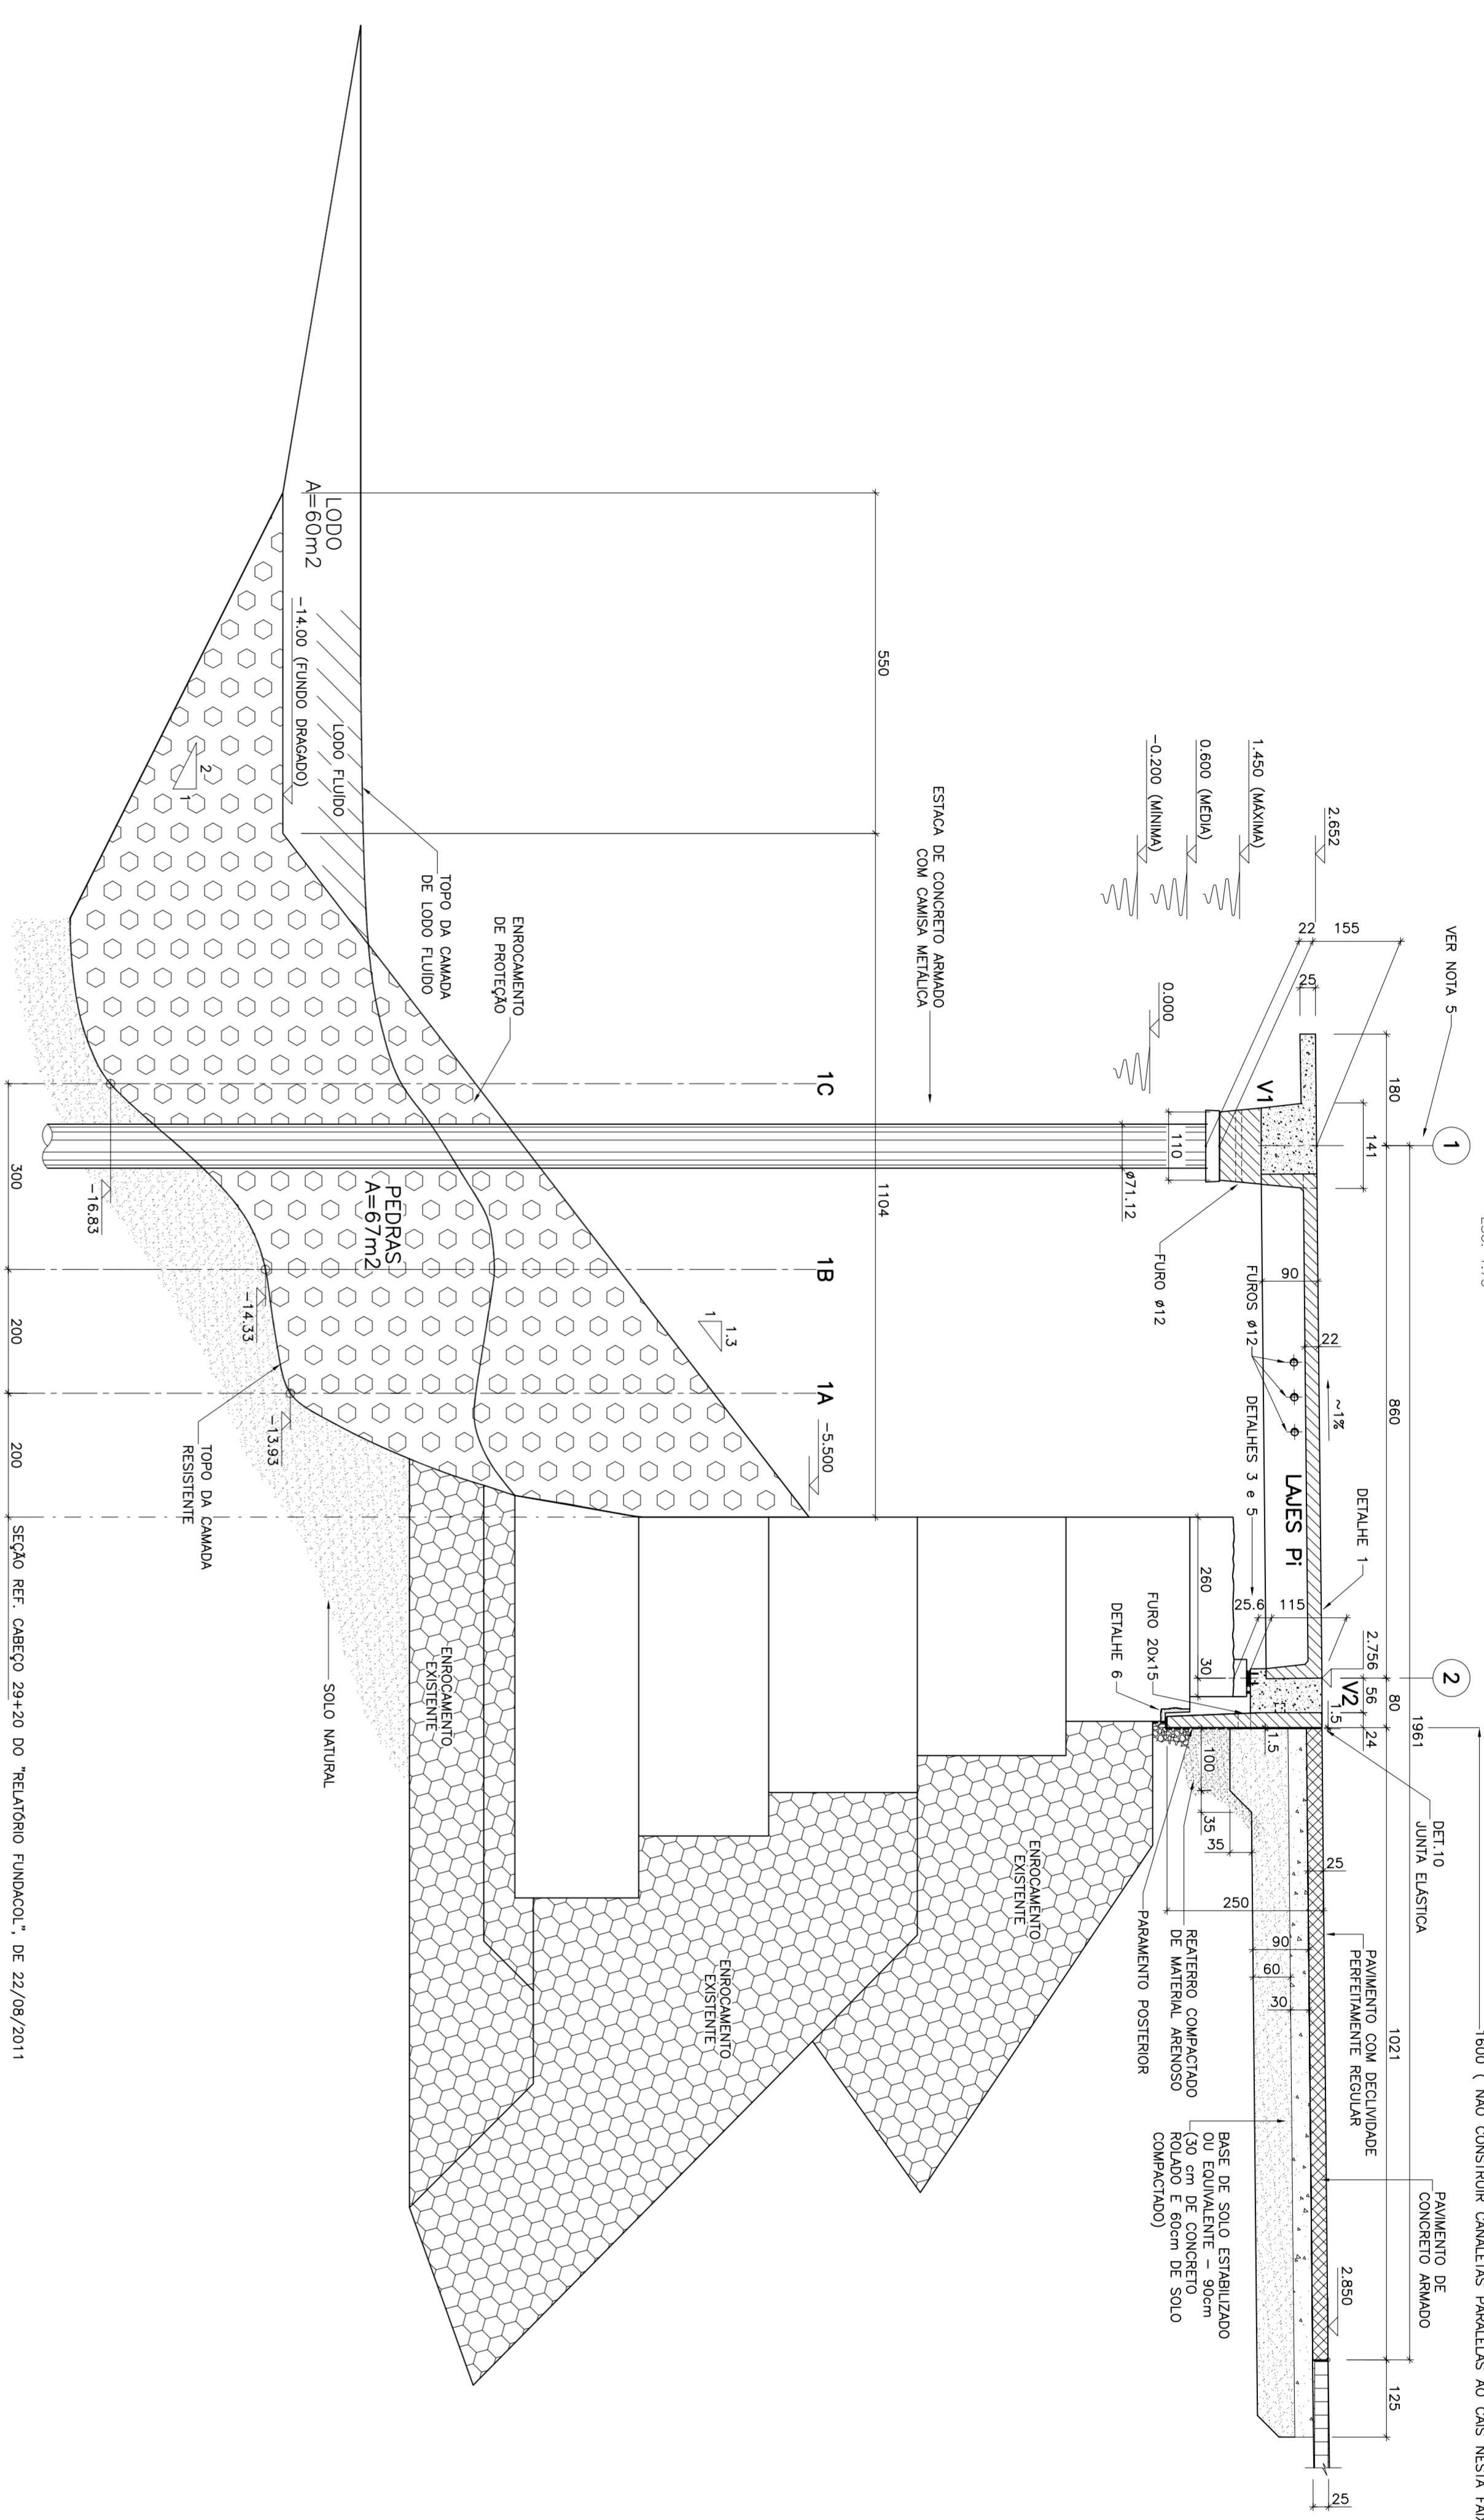 1600 ( NÃO CONSTRUIR CANALETAS PARALELAS AO CAIS NESTA
VER NOTA 5
1
2
1961
180
860
80
1021
125
141
56
24
1.5
DET.10
JUNTA ELÁSTICA
PAVIMENTO DE
CONCRETO ARMADO
155
22
25
2.652
~1%
22
DETALHE 1
2.756
V2
PAVIMENTO COM DECLIVIDADE
PERFEITAMENTE REGULAR
25
2.850
25
V1
90
FUROS ø12
LAJES Pi
DETALHES 3 e 5
25.6
115
1.5
250
90
60
30
1.450 (MÁXIMA)
0.600 (MÉDIA)
-0.200 (MÍNIMA)
0.000
110
ø71.12
FURO ø12
260
30
100
35
35
FURO 20x15
DETALHE 6
REATERRO COMPACTADO
DE MATERIAL ARENOSO
PARAMENTO POSTERIOR
BASE DE SOLO ESTABILIZADO
OU EQUIVALENTE - 90cm
(30 cm DE CONCRETO
ROLADO E 60cm DE SOLO
COMPACTADO)
ESTACA DE CONCRETO ARMADO
COM CAMISA METÁLICA
550
1104
1C
1B
1A
-5.500
1.3
1
ENROCAMENTO
EXISTENTE
ENROCAMENTO
EXISTENTE
ENROCAMENTO
EXISTENTE
ENROCAMENTO
DE PROTEÇÃO
TOPO DA CAMADA
DE LODO FLUÍDO
LODO FLUÍDO
LODO
A=60m2
-14.00 (FUNDO DRAGADO)
PEDRAS
A=67m2
2
1
-16.83
-14.33
-13.93
TOPO DA CAMADA
RESISTENTE
SOLO NATURAL
300
200
200
SEÇÃO REF. CABEÇO 29+20 DO "RELATÓRIO FUNDACOL", DE 22/08/2011